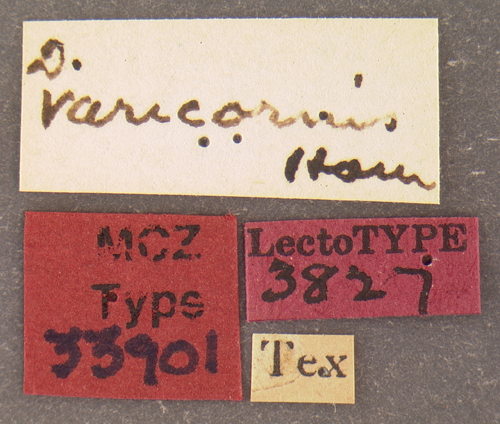 D.
varicornis
Horn
MCZ
Type
33901
LectoTYPE
3827
Tex